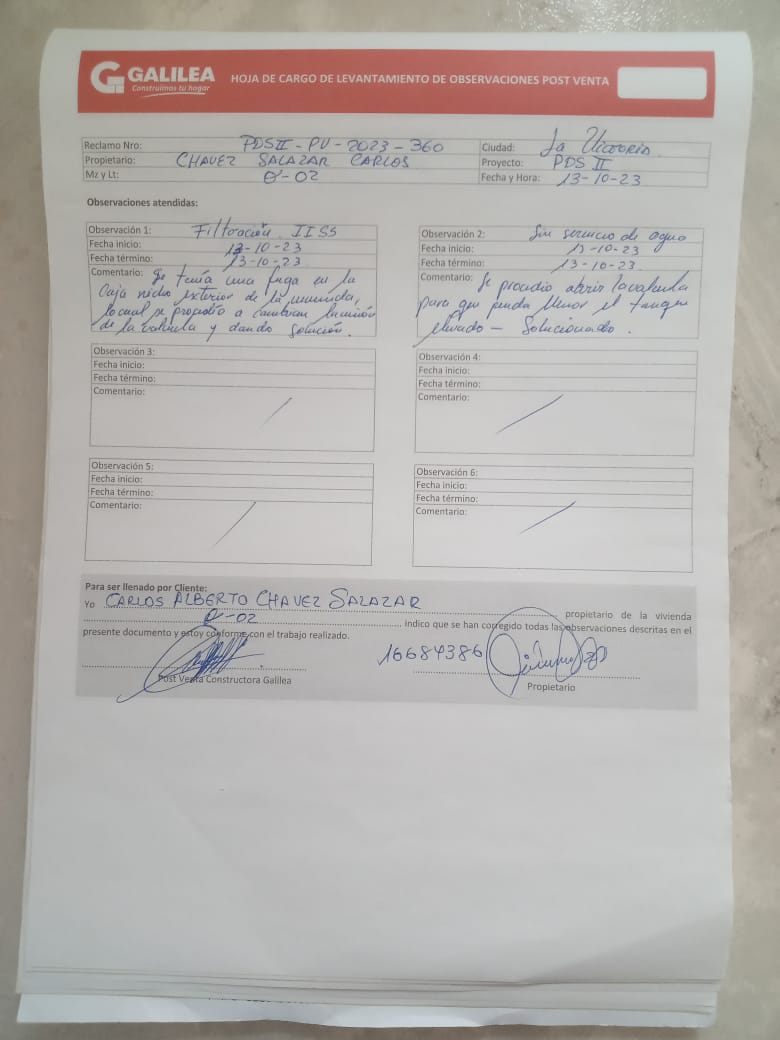 GALILEA
Construimos tu hogar
HOJA DE CARGO DE LEVANTAMIENTO DE OBSERVACIONES POST VENTA
Reclamo Nro: PDSII - PV - 2023 - 360
Propietario: CHAVEZ SALAZAR CARLOS
Mz y Lt: Q-02
Ciudad: La Victoria
Proyecto: PDS II
Fecha y Hora: 13-10-23
Observaciones atendidas:
Observación 1: Filtración IISS
Fecha inicio: 13-10-23
Fecha término: 13-10-23
Comentario: Se tenía una fuga en la
caja nicho exterior de la vivienda,
lo cual se procedio a cambiar
de la valvula y dando solución.
Observación 2: Sin servicio de agua
Fecha inicio: 13-10-23
Fecha término: 13-10-23
Comentario: Se procedio abrir la valvula
para que pueda llenar el tanque
elevado - Solucionado.
Observación 3:
Fecha inicio:
Fecha término:
Comentario:
Observación 4:
Fecha inicio:
Fecha término:
Comentario:
Observación 5:
Fecha inicio:
Fecha término:
Comentario:
Observación 6:
Fecha inicio:
Fecha término:
Comentario:
Para ser llenado por Cliente:
Yo CARLOS ALBERTO CHAVEZ SALAZAR propietario de la vivienda
Q-02 indico que se han corregido todas las observaciones descritas en el
presente documento y estoy conforme con el trabajo realizado.
16684386
Post Venta Constructora Galilea
Propietario